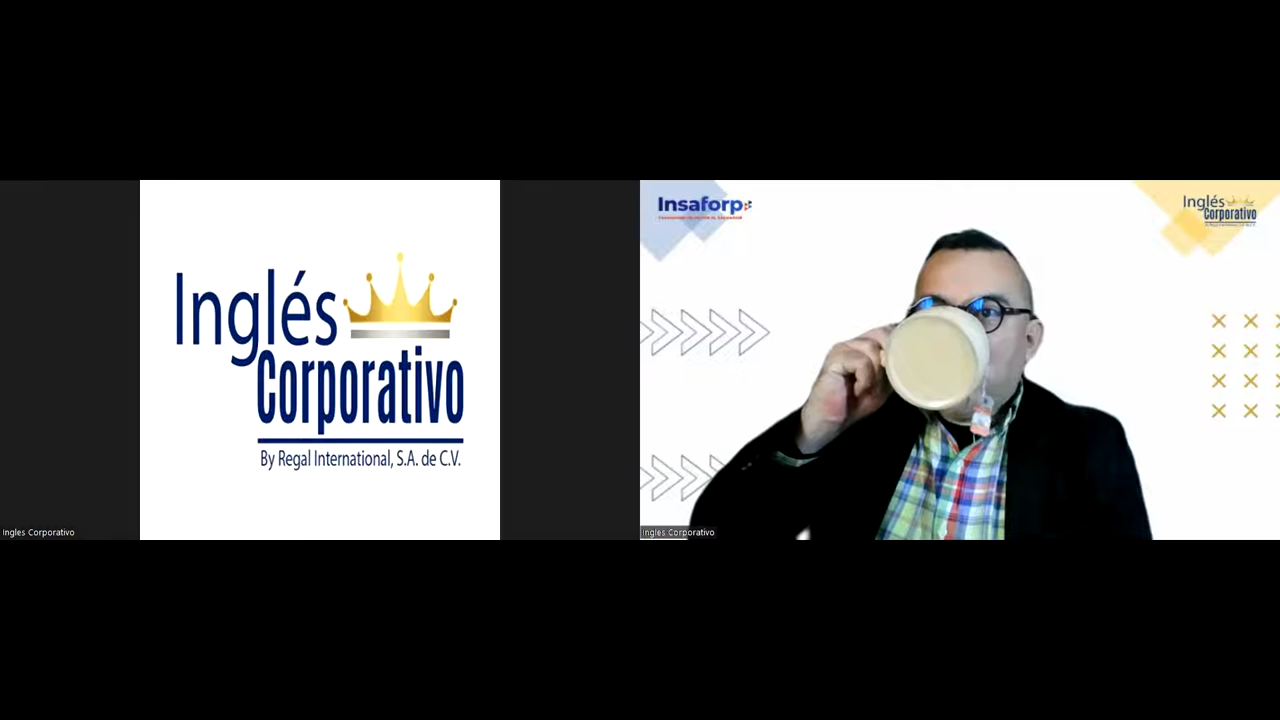 Inglés
Corporativo
By Regal International, S.A. de C.V.
Ingles Corporativo
Insaforp
Inglés
Corporativo
Ingles Corporativo